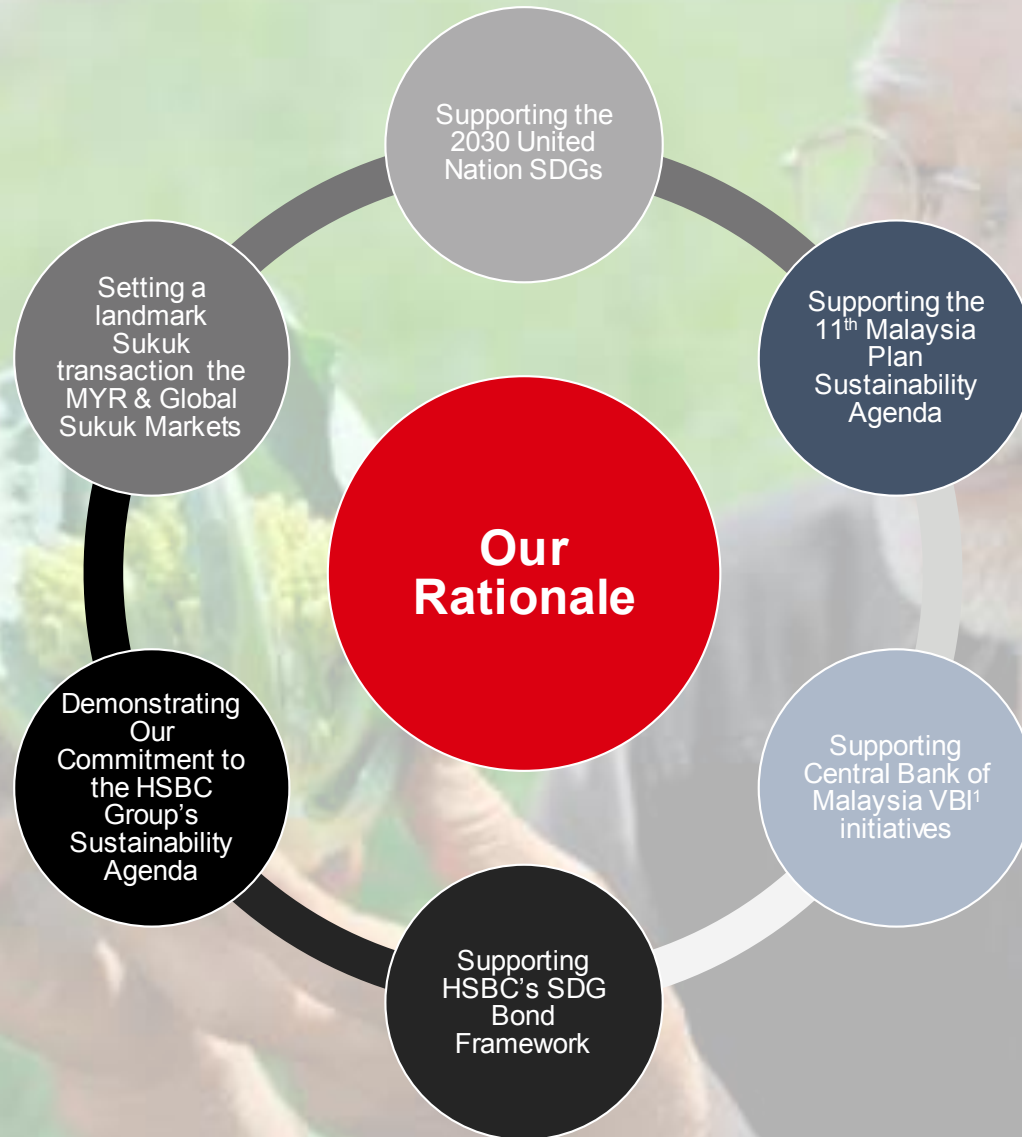 Supporting the
2030 United
Nation SDGs
Supporting the
11th Malaysia
Plan
Sustainability
Agenda
Supporting
Central Bank of
Malaysia VBI1
initiatives
Supporting
HSBC's SDG
Bond
Framework
Demonstrating
Our
Commitment to
the HSBC
Group's
Sustainability
Agenda
Setting a
landmark
Sukuk
transaction the
MYR & Global
Sukuk Markets
Our
Rationale